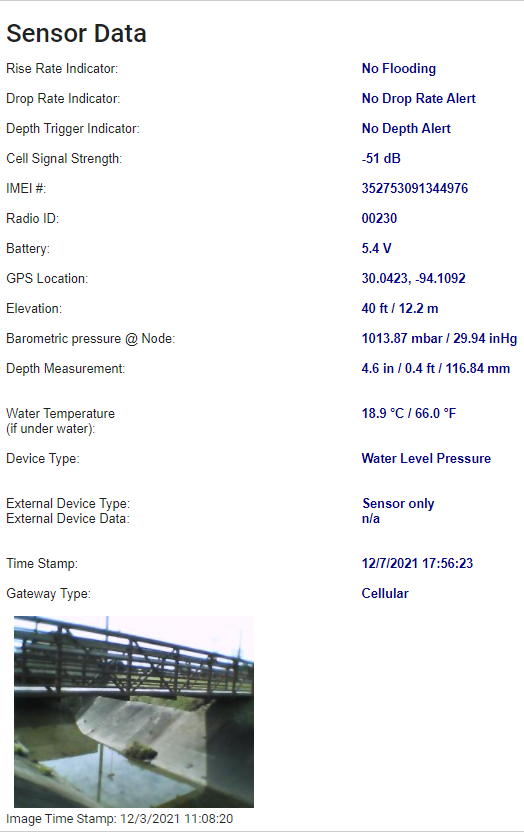 Sensor Data
Rise Rate Indicator: No Flooding
Drop Rate Indicator: No Drop Rate Alert
Depth Trigger Indicator: No Depth Alert
Cell Signal Strength: -51 dB
IMEI #: 352753091344976
Radio ID: 00230
Battery: 5.4 V
GPS Location: 30.0423, -94.1092
Elevation: 40 ft / 12.2 m
Barometric pressure @ Node: 1013.87 mbar / 29.94 inHg
Depth Measurement: 4.6 in / 0.4 ft / 116.84 mm
Water Temperature 18.9 °C / 66.0 °F
(if under water):
Device Type: Water Level Pressure
External Device Type: Sensor only
External Device Data: n/a
Time Stamp: 12/7/2021 17:56:23
Gateway Type: Cellular
Image Time Stamp: 12/3/2021 11:08:20